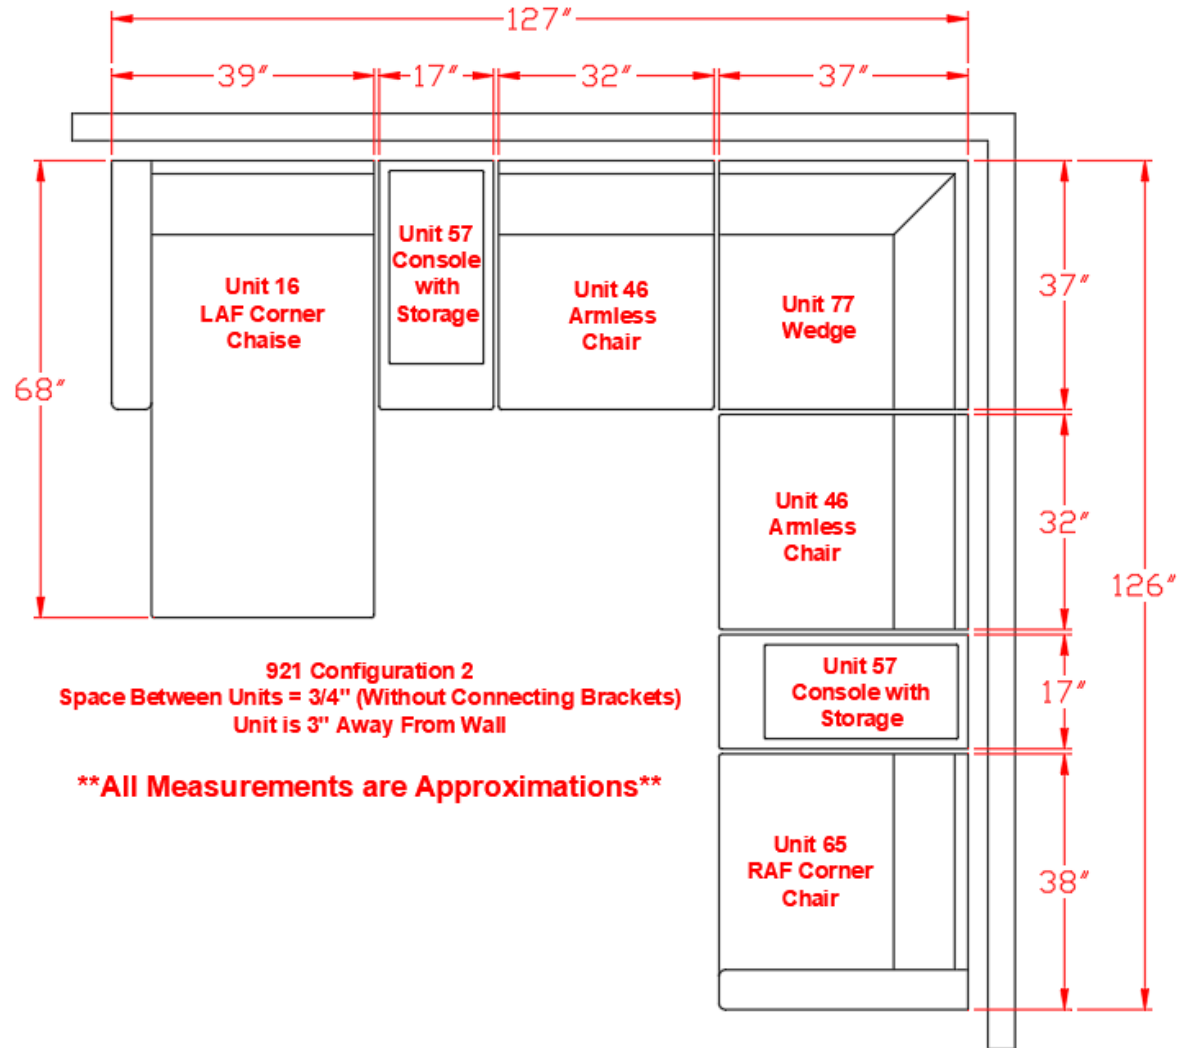 127"
39"
17"
32"
37"
Unit 16
LAF Corner
Chaise
Unit 57
Console
with
Storage
Unit 46
Armless
Chair
Unit 77
Wedge
37"
68"
Unit 46
Armless
Chair
32"
126"
Unit 57
Console with
Storage
17"
Unit 65
RAF Corner
Chair
38"
921 Configuration 2
Space Between Units = 3/4" (Without Connecting Brackets)
Unit is 3" Away From Wall
**All Measurements are Approximations**